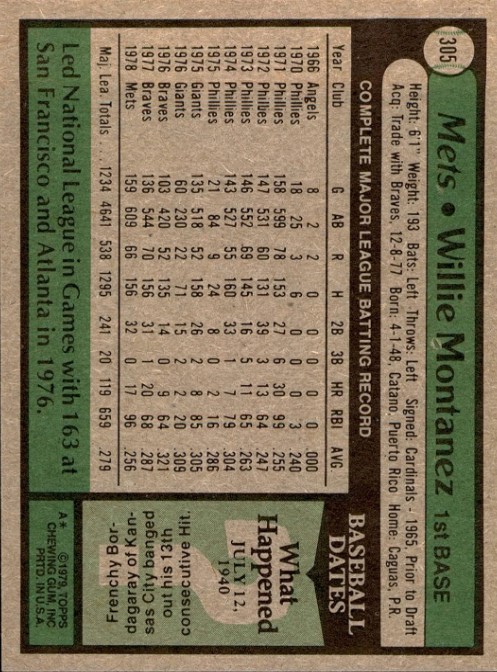 305
Mets • Willie Montanez 1st BASE
Height: 6'1" Weight: 193 Bats: Left Throws: Left Signed: Cardinals - 1965, Prior to Draft
Acq: Trade with Braves, 12-8-77 Born: 4-1-48, Catano, Puerto Rico Home: Caguas, P.R.
COMPLETE MAJOR LEAGUE BATTING RECORD
Year Club G AB R H 2B 3B HR RBI AVG
1966 Angels 8 2 2 0 0 0 0 0 .000
1970 Phillies 18 25 3 6 0 0 0 3 .240
1971 Phillies 158 599 78 153 27 6 30 99 .255
1972 Phillies 147 531 60 131 39 3 13 64 .247
1973 Phillies 146 552 69 145 16 5 11 65 .263
1974 Phillies 143 527 55 160 33 1 7 79 .304
1975 Phillies 21 84 9 24 8 0 2 16 .286
1975 Giants 135 518 52 158 26 2 8 85 .305
1976 Giants 60 230 22 71 15 2 2 20 .309
1976 Braves 103 420 52 135 14 0 9 64 .321
1977 Braves 136 544 70 156 31 1 20 68 .287
1978 Mets 159 609 66 156 32 0 17 96 .256
Maj. Lea. Totals . . 1234 4641 538 1295 241 20 119 659 .279
Led National League in Games with 163 at
San Francisco and Atlanta in 1976.
BASEBALL
DATES
What
Happened
JULY 12,
1940
Frenchy Bor-
dagaray of Kan-
sas City banged
out his 13th
consecutive Hit.
A* ©1979 TOPPS
CHEWING GUM, INC
PRTD. IN U.S.A.